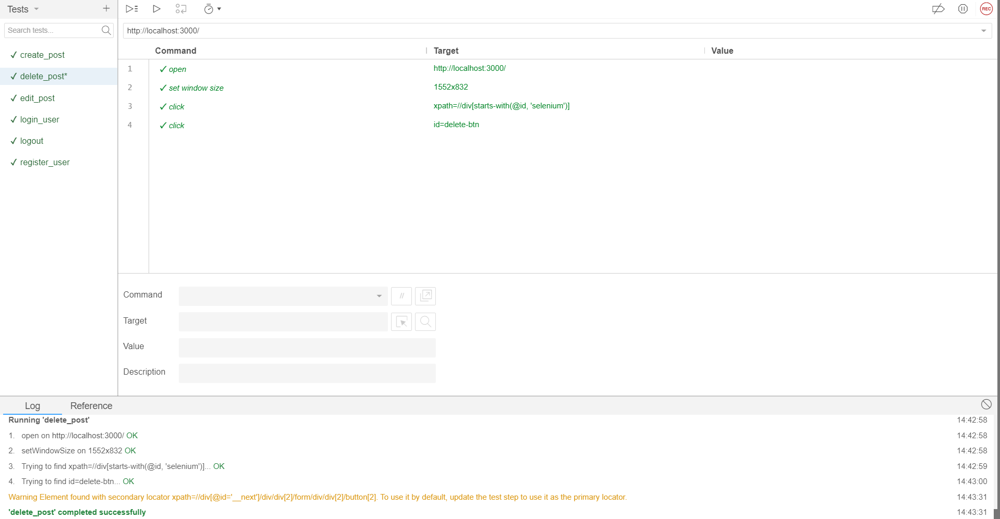 Tests
REC
Search tests...
http://localhost:3000/
create_post
delete_post*
edit_post
login_user
logout
register_user
Command Target Value
1 open http://localhost:3000/
2 set window size 1552x832
3 click xpath=//div[starts-with(@id, 'selenium')]
4 click id=delete-btn
Command //
Target
Value
Description
Log Reference
Running 'delete_post' 14:42:58
1. open on http://localhost:3000/ OK 14:42:58
2. setWindowSize on 1552x832 OK 14:42:58
3. Trying to find xpath=//div[starts-with(@id, 'selenium')]... OK 14:42:59
4. Trying to find id=delete-btn... OK 14:43:00
Warning Element found with secondary locator xpath=//div[@id='__next']/div/div[2]/form/div/div[2]/button[2]. To use it by default, update the test step to use it as the primary locator. 14:43:31
'delete_post' completed successfully 14:43:31